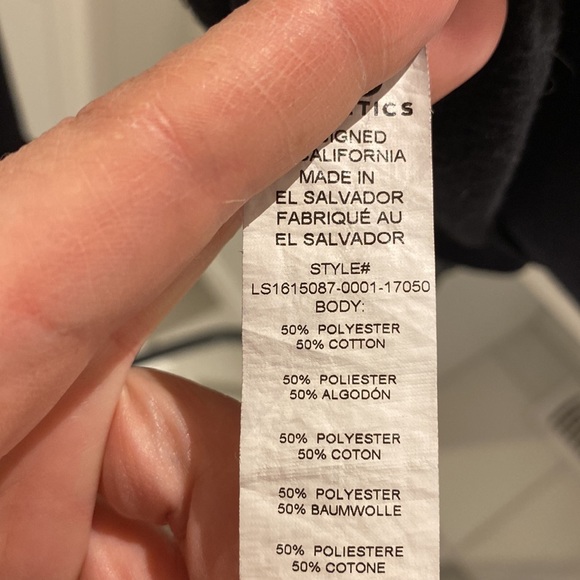 TICS
MADE IN
EL SALVADOR
FABRIQUÉ AU
EL SALVADOR
STYLE#
LS1615087-0001-17050
BODY:
50% POLYESTER
50% COTTON
50% POLIESTER
50% ALGODÓN
50% POLYESTER
50% COTON
50% POLYESTER
50% BAUMWOLLE
50% POLIESTERE
50% COTONE